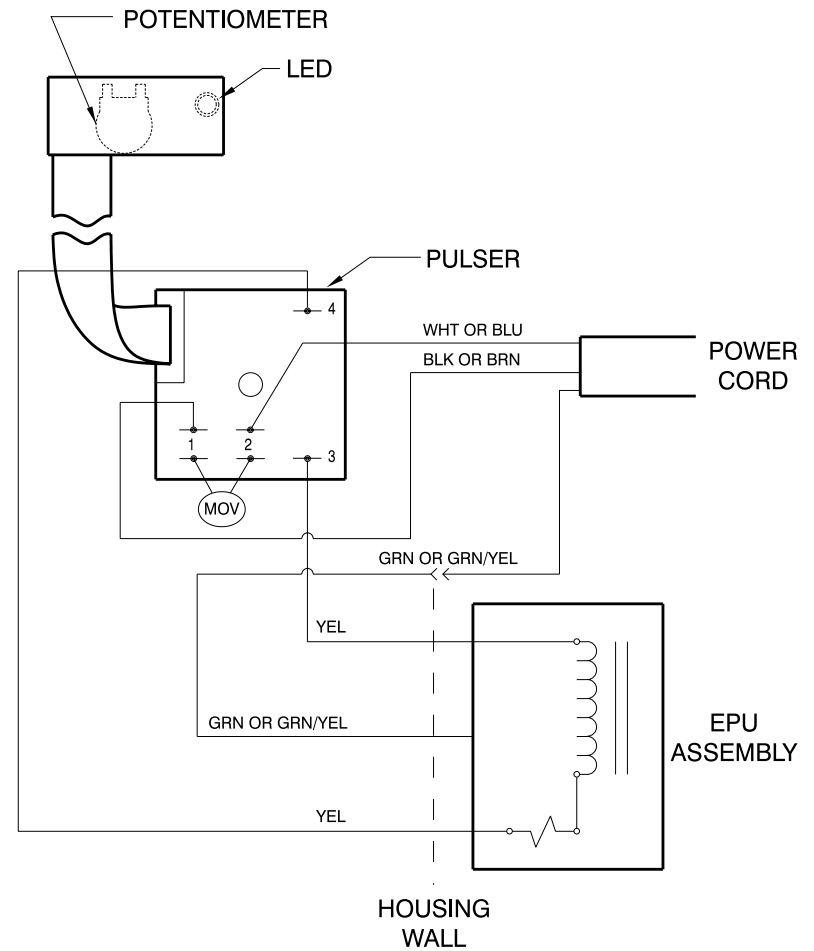 POTENTIOMETER
LED
PULSER
4
WHT OR BLU
BLK OR BRN
POWER
CORD
1
2
3
MOV
GRN OR GRN/YEL
YEL
GRN OR GRN/YEL
EPU
ASSEMBLY
YEL
HOUSING
WALL